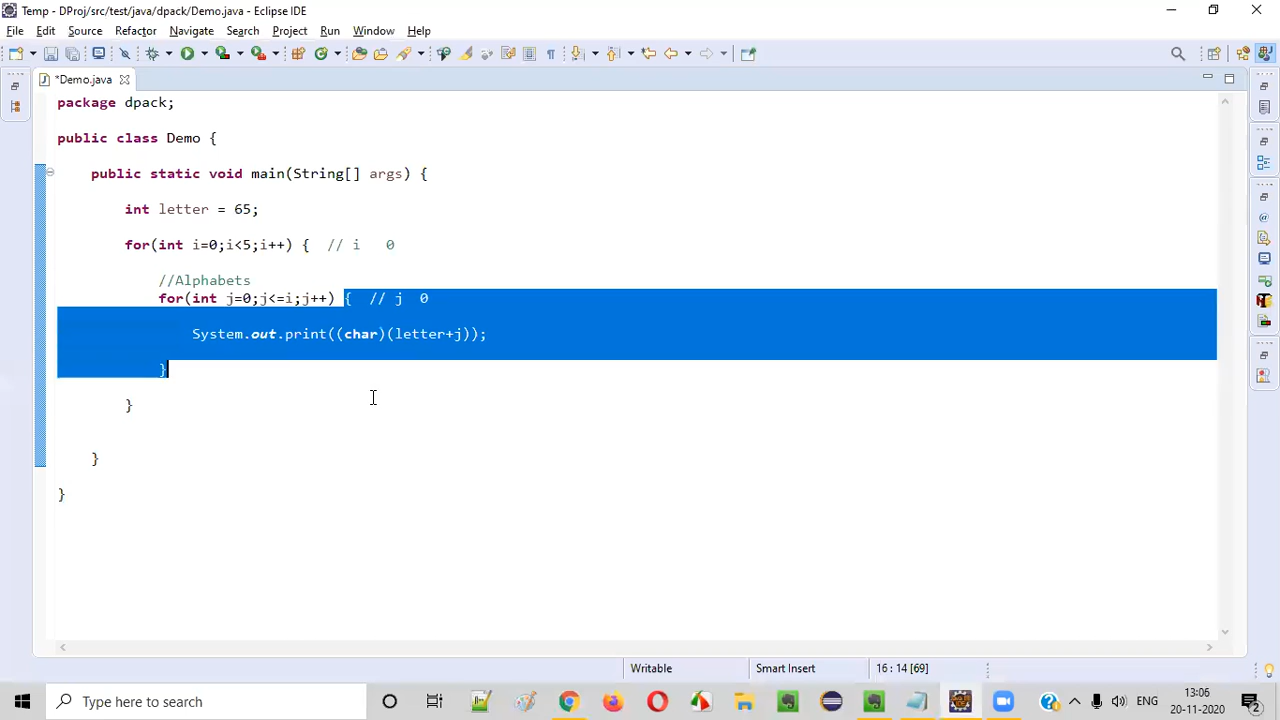 Temp - DProj/src/test/java/dpack/Demo.java - Eclipse IDE
File Edit Source Refactor Navigate Search Project Run Window Help
*Demo.java
package dpack;
public class Demo {
public static void main(String[] args) {
int letter = 65;
for(int i=0;i<5;i++) { // i 0
//Alphabets
for(int j=0;j<=i;j++) { // j 0
System.out.print((char)(letter+j));
}
}
}
}
Writable Smart Insert 16 : 14 [69]
Type here to search
ENG
13:06
20-11-2020
2